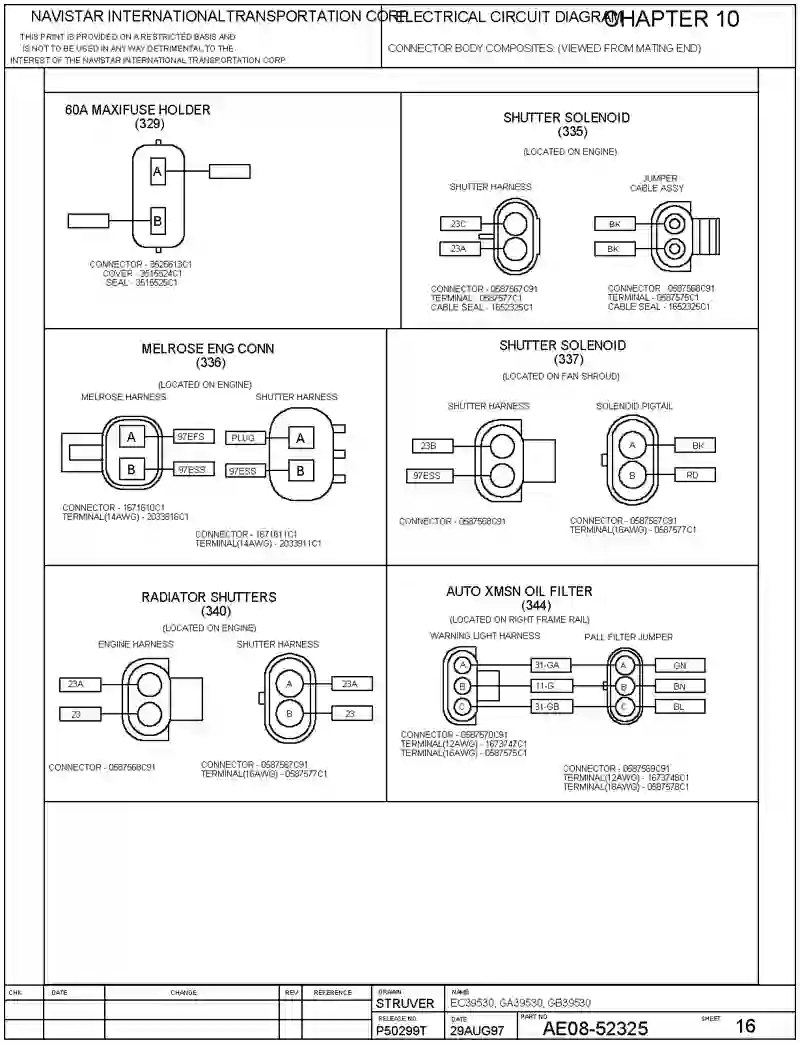 NAVISTAR INTERNATIONAL TRANSPORTATION CORP.
THIS PRINT IS PROVIDED ON A RESTRICTED BASIS AND
IS NOT TO BE USED IN ANY WAY DETRIMENTAL TO THE
INTEREST OF THE NAVISTAR INTERNATIONAL TRANSPORTATION CORP.
ELECTRICAL CIRCUIT DIAGRAM
CHAPTER 10
CONNECTOR BODY COMPOSITES: (VIEWED FROM MATING END)
60A MAXIFUSE HOLDER
(329)
A
B
COVER - 3515524C1
SEAL - 3515525C1
SHUTTER SOLENOID
(335)
(LOCATED ON ENGINE)
SHUTTER HARNESS
23C
23A
CONNECTOR - 0587567C91
TERMINAL - 0587577C1
CABLE SEAL - 1652325C1
JUMPER
CABLE ASSY
BK
BK
CONNECTOR - 0587568C91
TERMINAL - 0587575C1
CABLE SEAL - 1652325C1
MELROSE ENG CONN
(336)
(LOCATED ON ENGINE)
MELROSE HARNESS
A
B
97EFS
97ESS
CONNECTOR - 1671610C1
TERMINAL(14AWG) - 2033816C1
SHUTTER HARNESS
PLUG
97ESS
A
B
CONNECTOR - 1671611C1
TERMINAL(14AWG) - 2033911C1
SHUTTER SOLENOID
(337)
(LOCATED ON FAN SHROUD)
SHUTTER HARNESS
23B
97ESS
CONNECTOR - 0587568C91
SOLENOID PIGTAIL
A
B
BK
RD
CONNECTOR - 0587567C91
TERMINAL(16AWG) - 0587577C1
RADIATOR SHUTTERS
(340)
(LOCATED ON ENGINE)
ENGINE HARNESS
23A
23
CONNECTOR - 0587568C91
SHUTTER HARNESS
A
B
23A
23
CONNECTOR - 0587567C91
TERMINAL(16AWG) - 0587577C1
AUTO XMSN OIL FILTER
(344)
(LOCATED ON RIGHT FRAME RAIL)
WARNING LIGHT HARNESS
PALL FILTER JUMPER
A 31-GA A GN
B 11-G B BN
C 31-GB C BL
CONNECTOR - 0587570C91
TERMINAL(12AWG) - 1673747C1
TERMINAL(16AWG) - 0587575C1
CONNECTOR - 0587569C91
TERMINAL(12AWG) - 1673748C1
TERMINAL(18AWG) - 0587578C1
CHK DATE CHANGE REV REFERENCE
DRAWN
STRUVER
NAME
EC39530, GA39530, GB39530
RELEASE NO.
P50299T
DATE
29AUG97
PART NO.
AE08-52325
SHEET
16